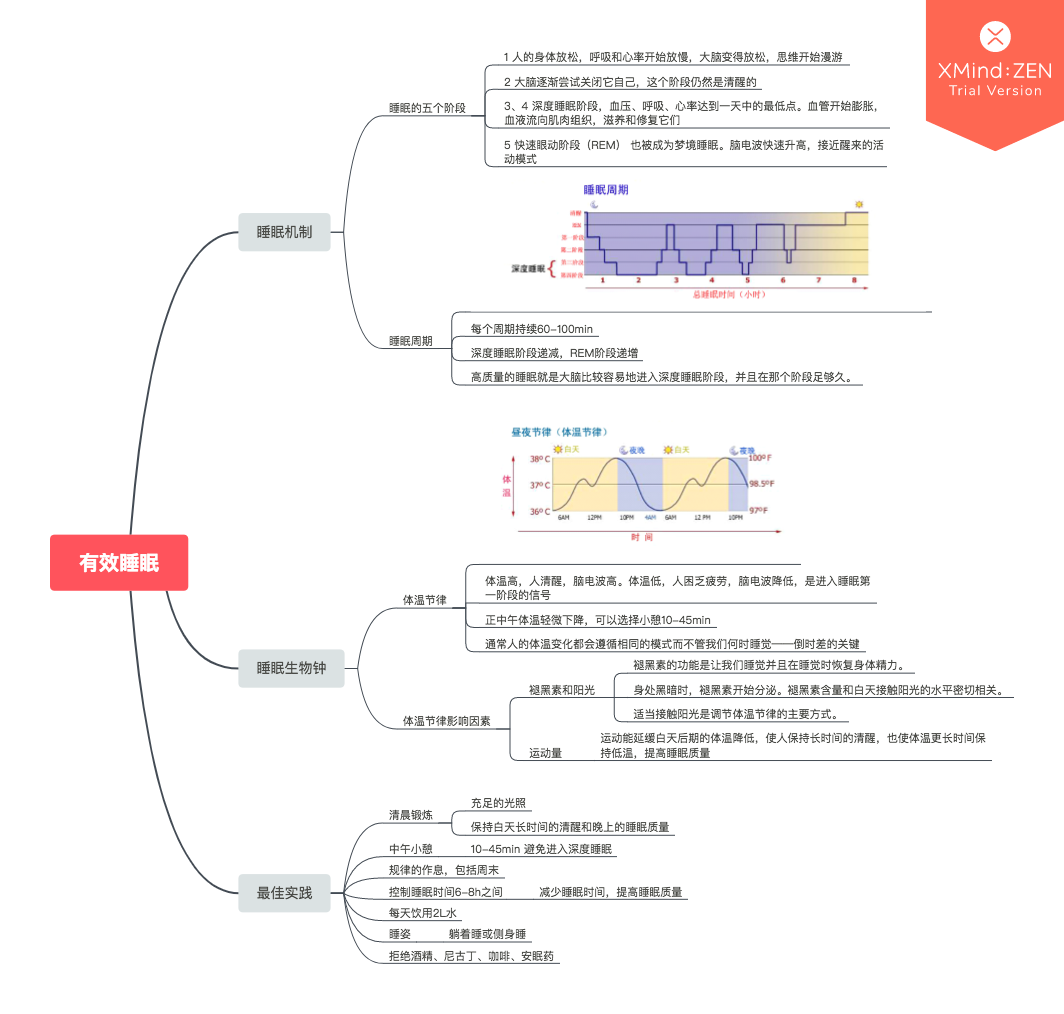 XMind:ZEN
Trial Version
有效睡眠
睡眠机制
睡眠的五个阶段
1 人的身体放松，呼吸和心率开始放慢，大脑变得放松，思维开始漫游
2 大脑逐渐尝试关闭它自己，这个阶段仍然是清醒的
3、4 深度睡眠阶段，血压、呼吸、心率达到一天中的最低点。血管开始膨胀，
血液流向肌肉组织，滋养和修复它们
5 快速眼动阶段（REM） 也被成为梦境睡眠。脑电波快速升高，接近醒来的活
动模式
睡眠周期
睡眠周期
第一阶段
第二阶段
第三阶段
第四阶段
深度睡眠
1 2 3 4 5 6 7 8
总睡眠时间（小时）
每个周期持续60-100min
深度睡眠阶段递减，REM阶段递增
高质量的睡眠就是大脑比较容易地进入深度睡眠阶段，并且在那个阶段足够久。
睡眠生物钟
体温节律
昼夜节律（体温节律）
白天 夜晚 白天 夜晚
体温
38º C 100º F
37º C 98.5º F
36º C 97º F
6AM 12PM 10PM 4AM 6AM 12 PM 10PM
时 间
体温高，人清醒，脑电波高。体温低，人困乏疲劳，脑电波降低，是进入睡眠第
一阶段的信号
正中午体温轻微下降，可以选择小憩10-45min
通常人的体温变化都会遵循相同的模式而不管我们何时睡觉——倒时差的关键
体温节律影响因素
褪黑素和阳光
褪黑素的功能是让我们睡觉并且在睡觉时恢复身体精力。
身处黑暗时，褪黑素开始分泌。褪黑素含量和白天接触阳光的水平密切相关。
适当接触阳光是调节体温节律的主要方式。
运动量
运动能延缓白天后期的体温降低，使人保持长时间的清醒，也使体温更长时间保
持低温，提高睡眠质量
最佳实践
清晨锻炼
充足的光照
保持白天长时间的清醒和晚上的睡眠质量
中午小憩
10-45min 避免进入深度睡眠
规律的作息，包括周末
控制睡眠时间6-8h之间
减少睡眠时间，提高睡眠质量
每天饮用2L水
睡姿
躺着睡或侧身睡
拒绝酒精、尼古丁、咖啡、安眠药